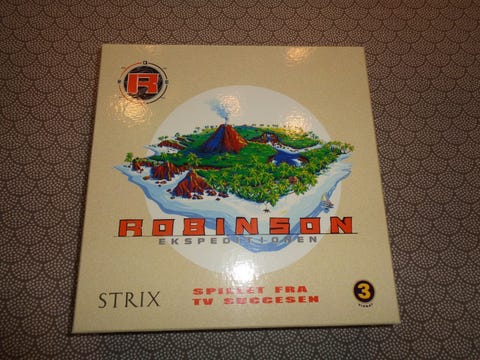 R
ROBINSON
EKSPEDITIONEN
SPILLET FRA
TV SUCCESEN
STRIX
3